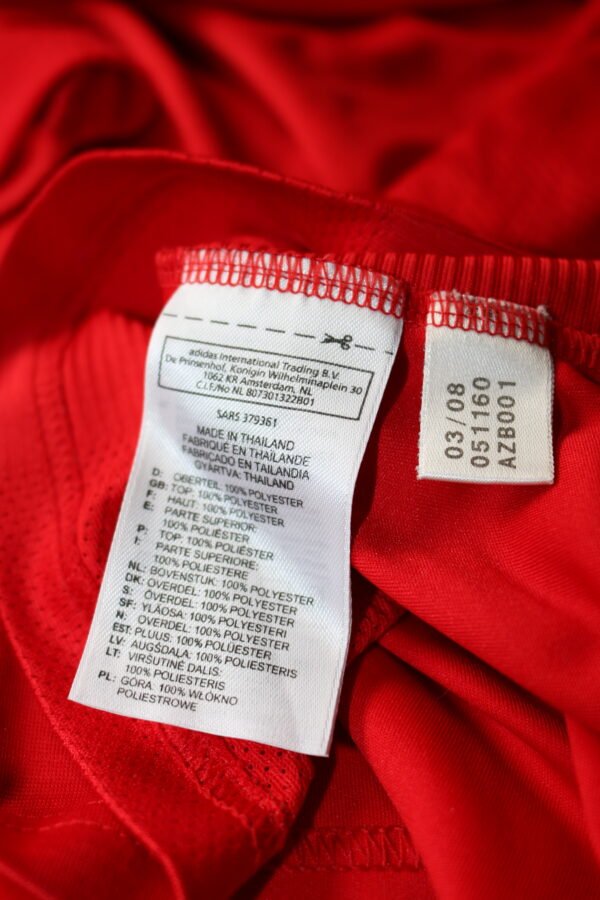 adidas International Trading B.V.
De Prinsenhof, Konigin Wilhelminaplein 30
1062 KR Amsterdam, NL
C.I.F/No NL 807301322B01
SARS 379361
MADE IN THAILAND
FABRIQUÉ EN THAÏLANDE
FABRICADO EN TAILANDIA
GYÁRTVA: THAILAND
D: OBERTEIL: 100% POLYESTER
GB: TOP: 100% POLYESTER
F: HAUT: 100% POLYESTER
E: PARTE SUPERIOR:
100% POLIÉSTER
P: TOP: 100% POLIÉSTER
I: PARTE SUPERIORE:
100% POLIESTERE
NL: BOVENSTUK: 100% POLYESTER
DK: OVERDEL: 100% POLYESTER
S: ÖVERDEL: 100% POLYESTER
SF: YLÄOSA: 100% POLYESTERI
N: OVERDEL: 100% POLYESTER
EST: PLUUS: 100% POLÜESTER
LV: AUGŠDAĻA: 100% POLIESTERIS
LT: VIRŠUTINĖ DALIS:
100% POLIESTERIS
PL: GÓRA: 100% WŁÓKNO
POLIESTROWE
03/08
051160
AZB001